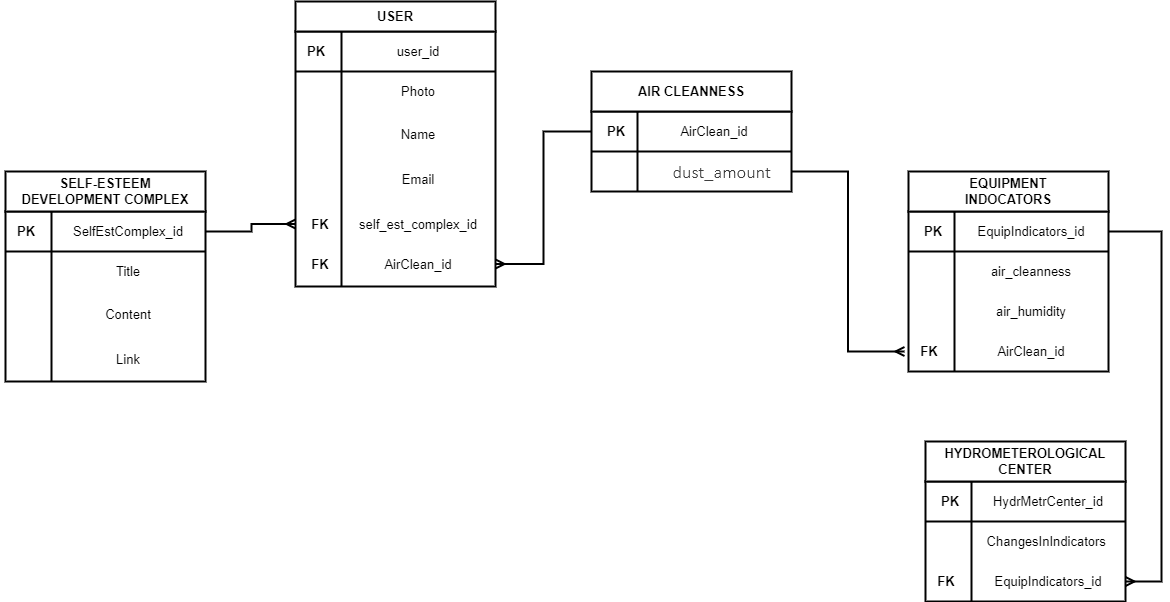 USER
PK user_id
Photo
Name
Email
FK self_est_complex_id
FK AirClean_id
AIR CLEANNESS
PK AirClean_id
dust_amount
SELF-ESTEEM
DEVELOPMENT COMPLEX
PK SelfEstComplex_id
Title
Content
Link
EQUIPMENT
INDOCATORS
PK EquipIndicators_id
air_cleanness
air_humidity
FK AirClean_id
HYDROMETEROLOGICAL
CENTER
PK HydrMetrCenter_id
ChangesInIndicators
FK EquipIndicators_id